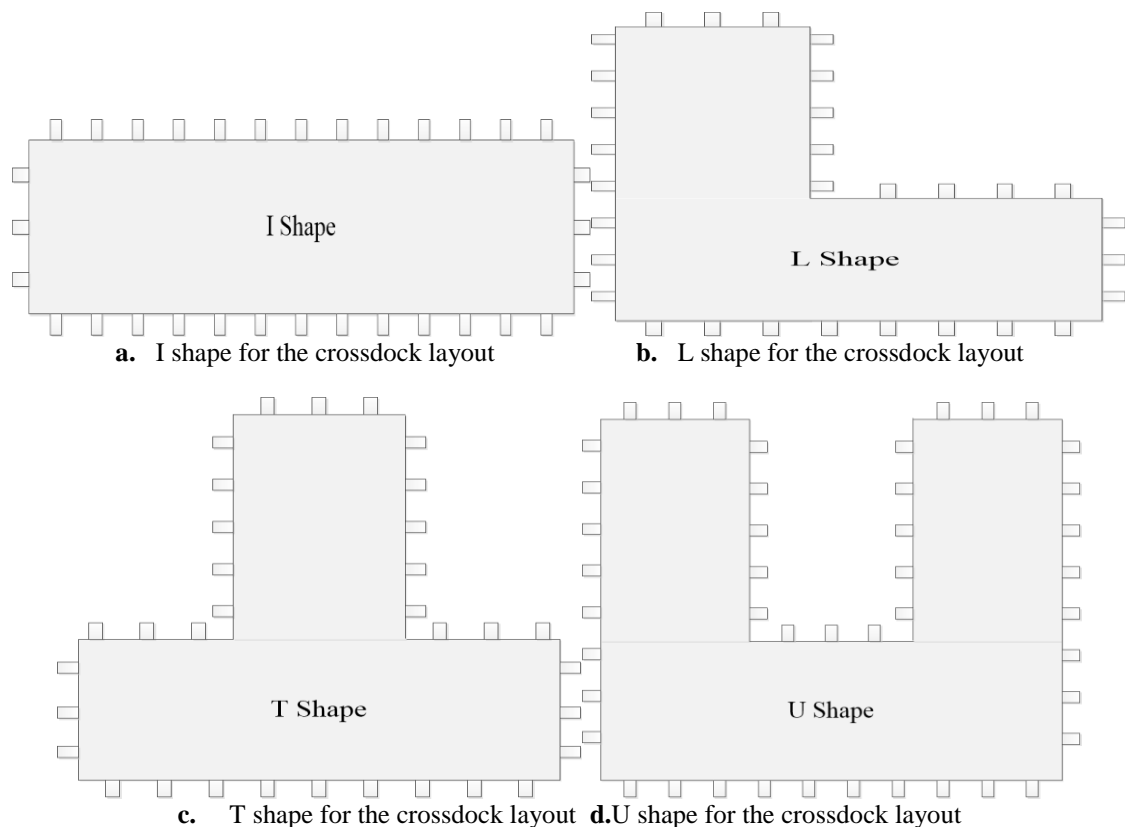 I Shape
L Shape
a. I shape for the crossdock layout
b. L shape for the crossdock layout
T Shape
U Shape
c. T shape for the crossdock layout
d.U shape for the crossdock layout